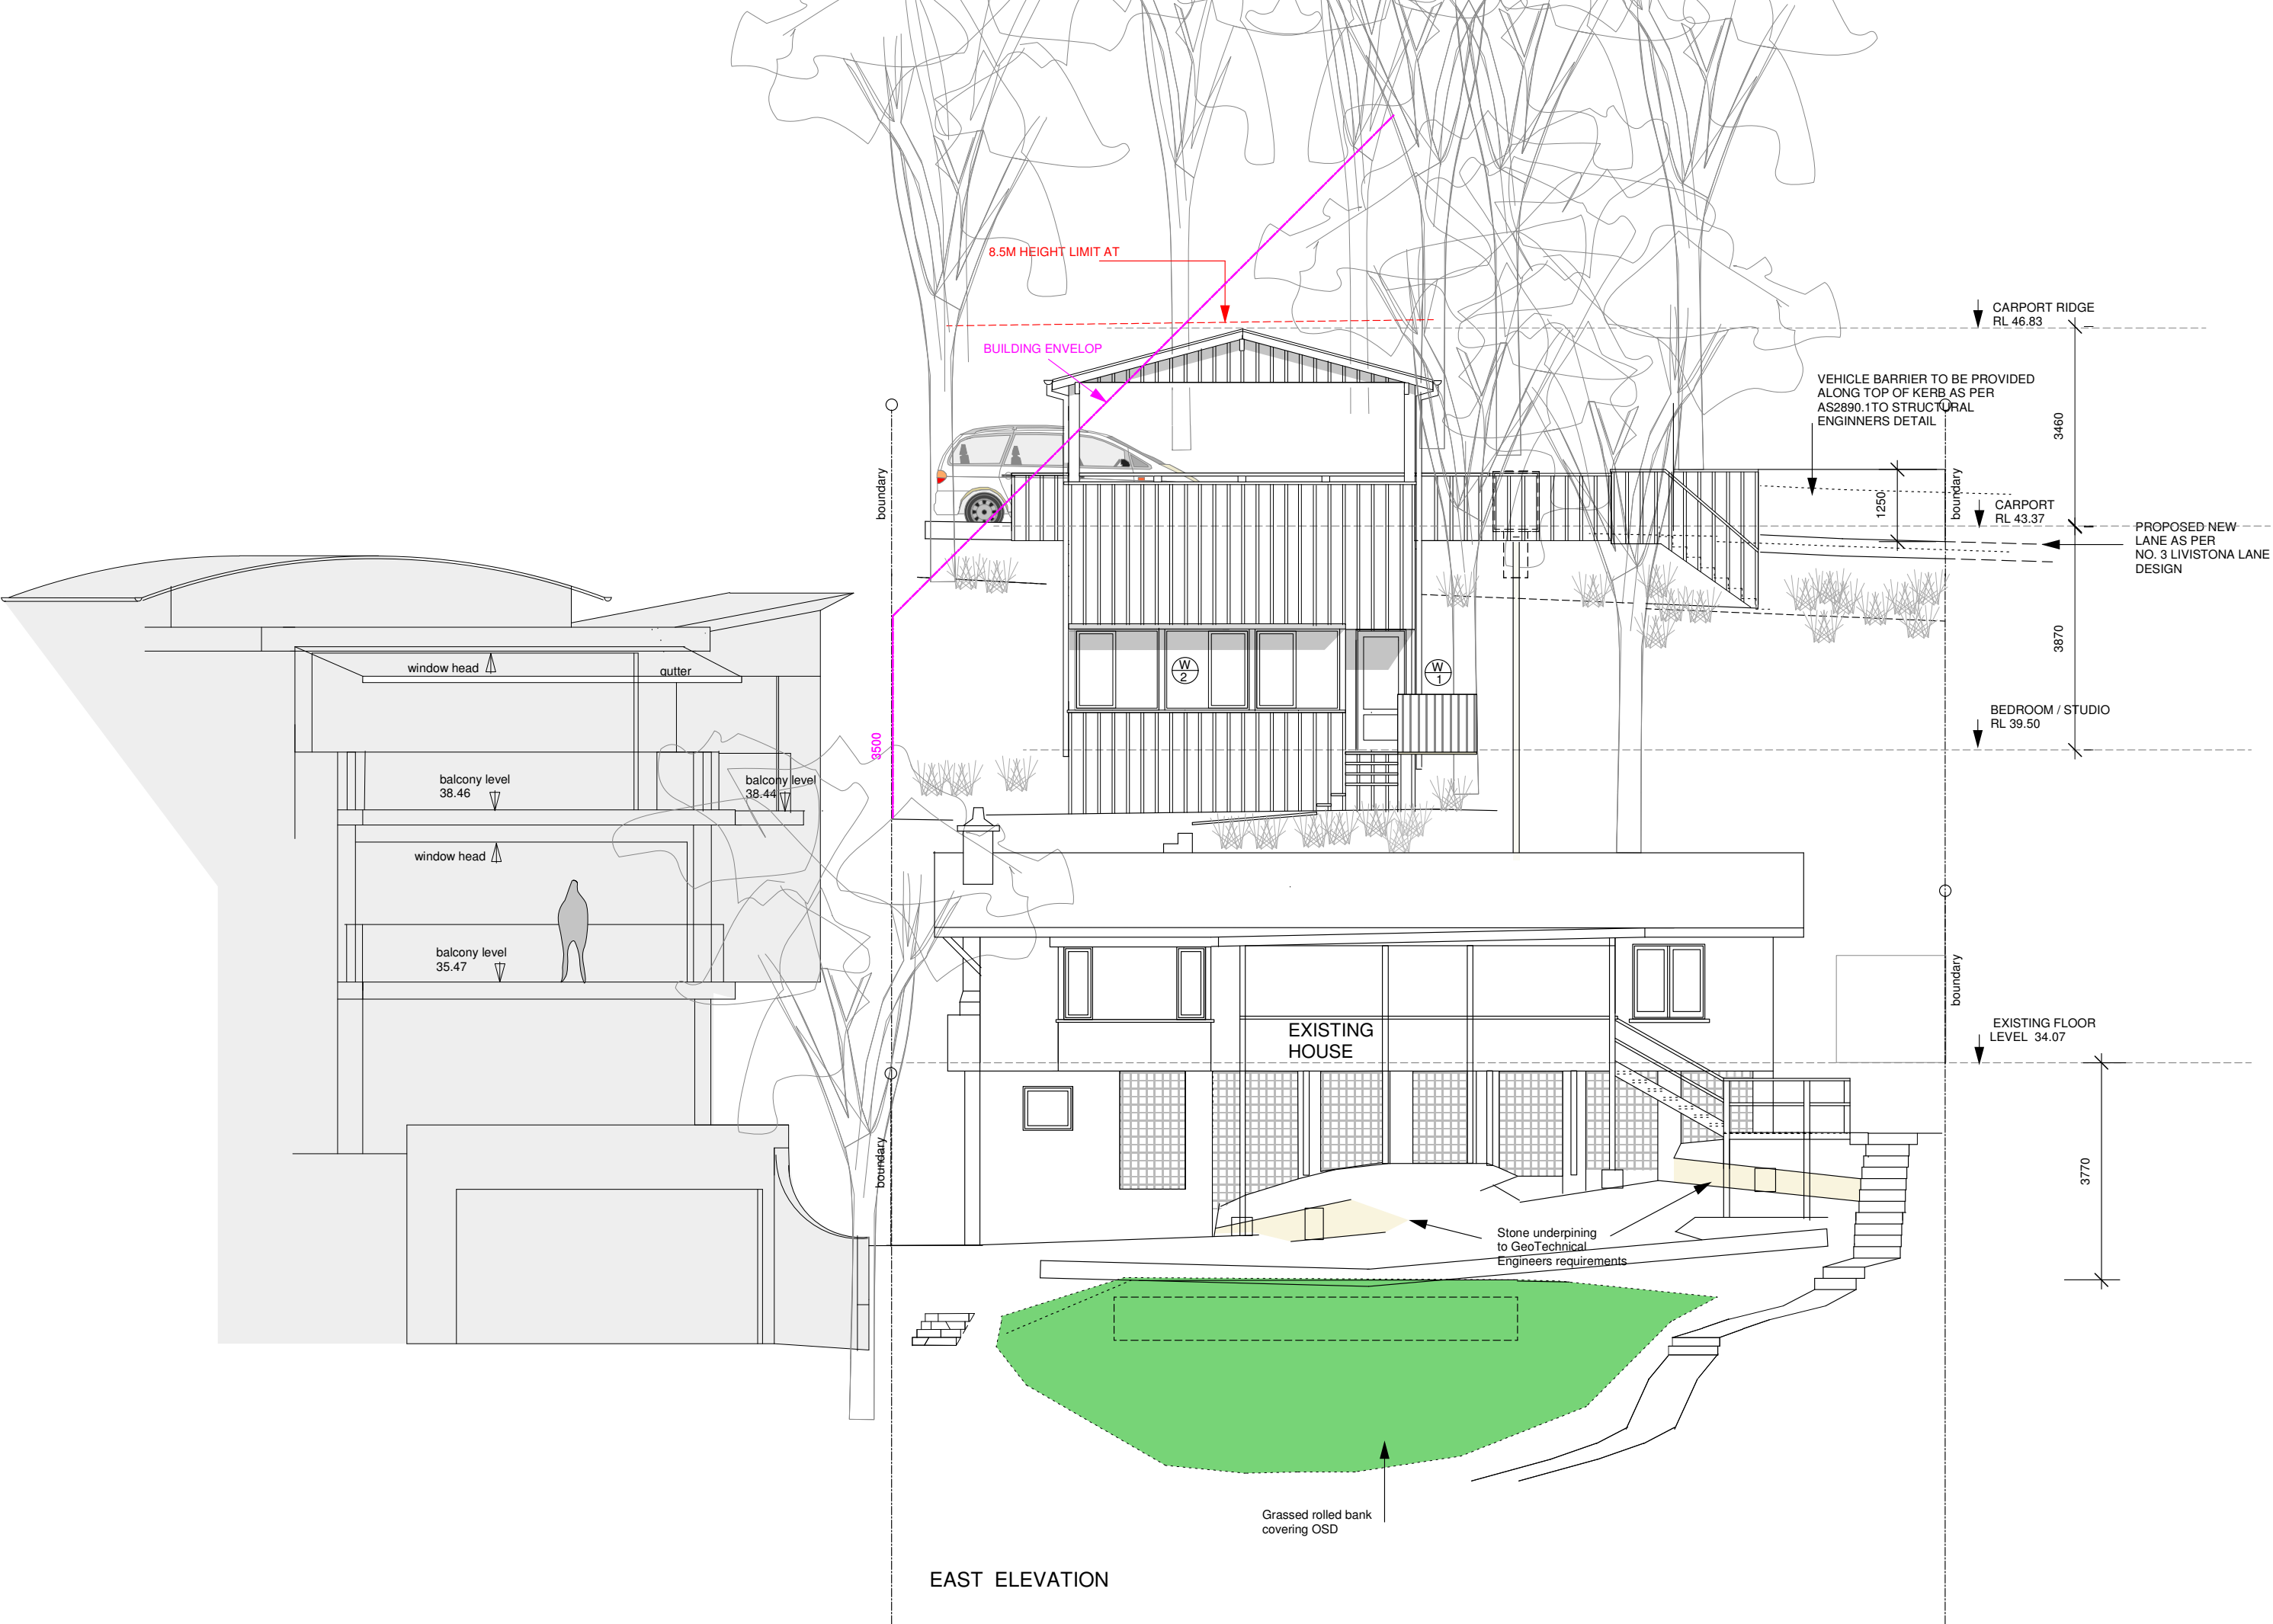 8.5M HEIGHT LIMIT AT
CARPORT RIDGE
RL 46.83
BUILDING ENVELOP
VEHICLE BARRIER TO BE PROVIDED
ALONG TOP OF KERB AS PER
AS2890.1TO STRUCTURAL
ENGINNERS DETAIL
3460
boundary
boundary
1250
CARPORT
RL 43.37
PROPOSED NEW
LANE AS PER
NO. 3 LIVISTONA LANE
DESIGN
3870
window head
gutter
W
2
W
1
BEDROOM / STUDIO
RL 39.50
3500
balcony level
38.46
balcony level
38.44
window head
balcony level
35.47
boundary
EXISTING
HOUSE
EXISTING FLOOR
LEVEL 34.07
boundary
3770
Stone underpining
to GeoTechnical
Engineers requirements
Grassed rolled bank
covering OSD
EAST ELEVATION